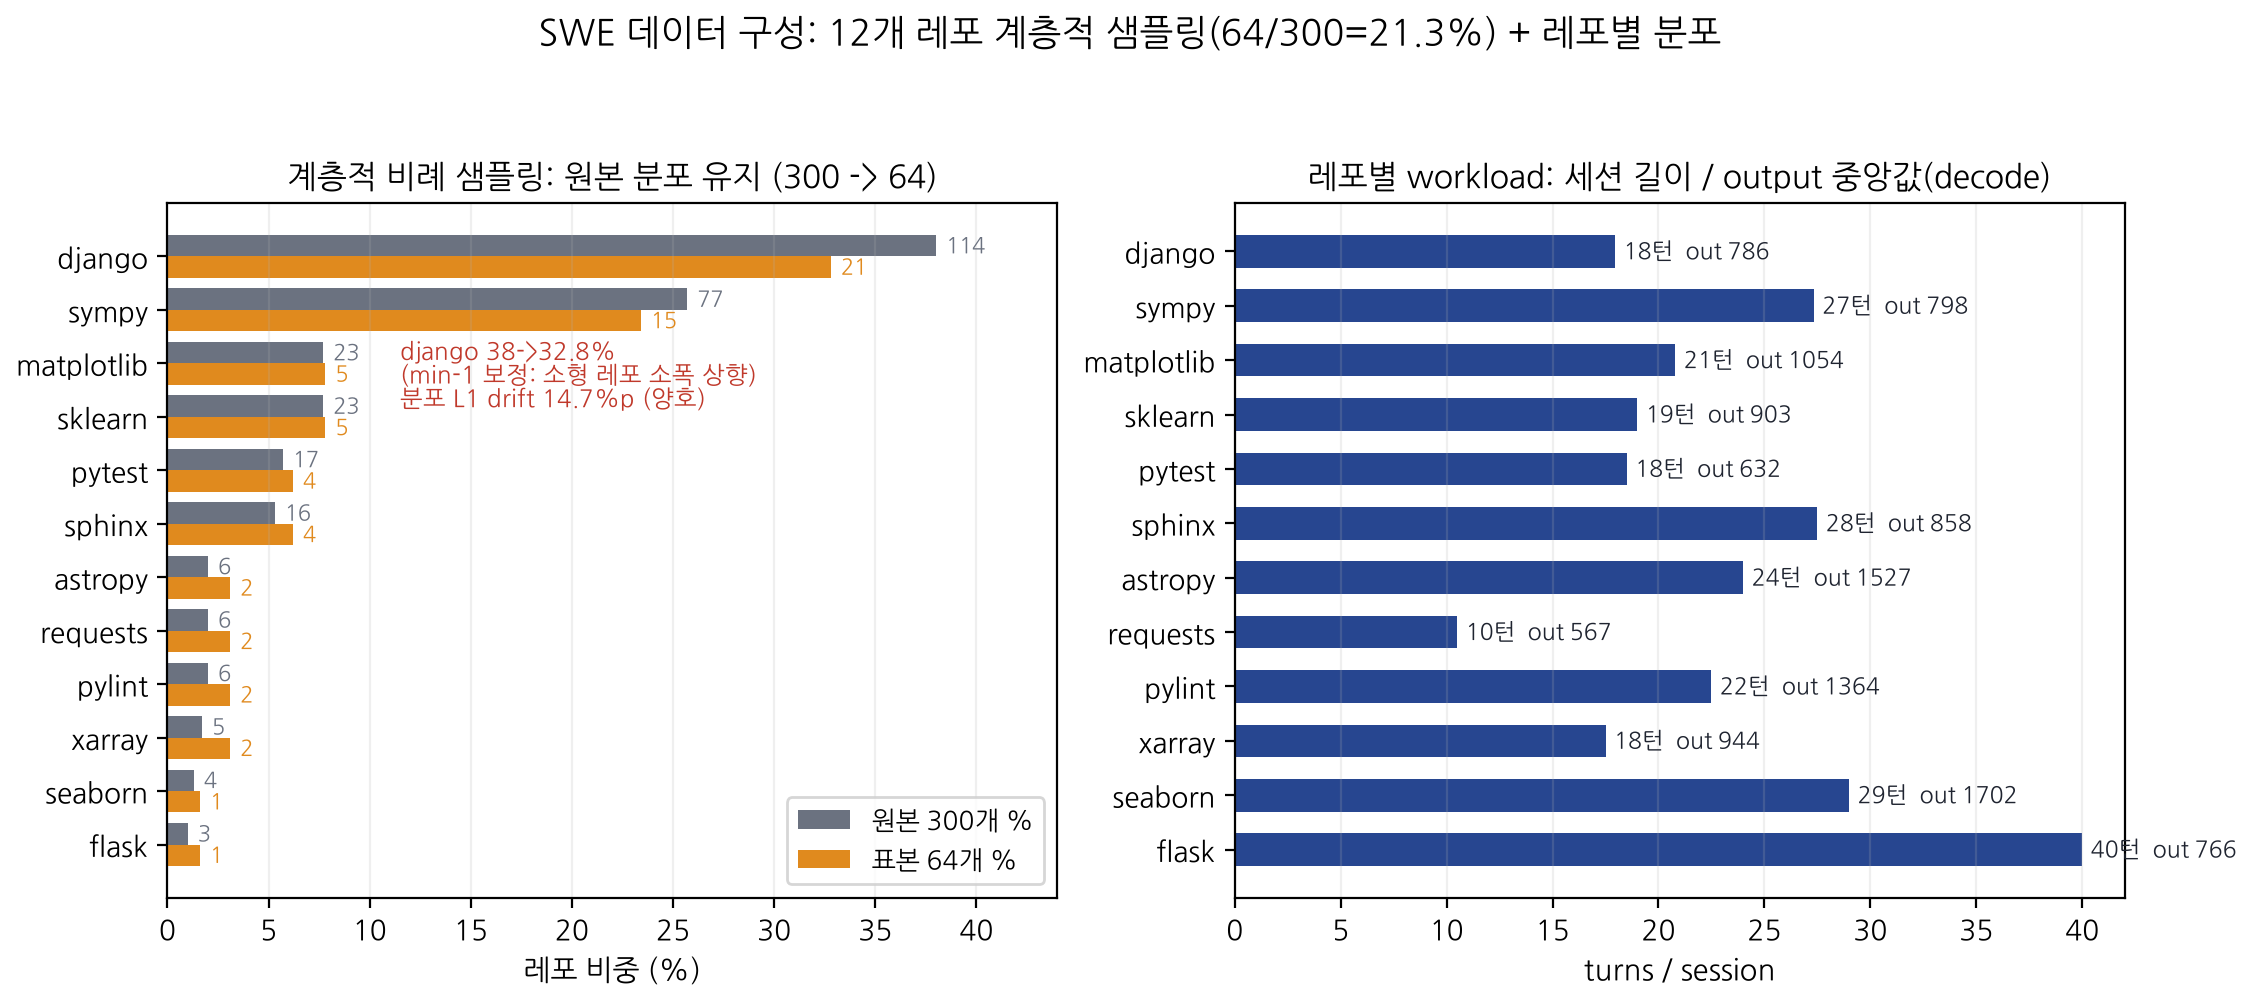 SWE 데이터 구성: 12개 레포 계층적 샘플링(64/300=21.3%) + 레포별 분포
계층적 비례 샘플링: 원본 분포 유지 (300 -> 64)
django
114
21
sympy
77
15
matplotlib
23
5
django 38->32.8%
(min-1 보정: 소형 레포 소폭 상향)
분포 L1 drift 14.7%p (양호)
sklearn
23
5
pytest
17
4
sphinx
16
4
astropy
6
2
requests
6
2
pylint
6
2
xarray
5
2
seaborn
4
1
flask
3
1
원본 300개 %
표본 64개 %
0 5 10 15 20 25 30 35 40
레포 비중 (%)
레포별 workload: 세션 길이 / output 중앙값(decode)
django 18턴 out 786
sympy 27턴 out 798
matplotlib 21턴 out 1054
sklearn 19턴 out 903
pytest 18턴 out 632
sphinx 28턴 out 858
astropy 24턴 out 1527
requests 10턴 out 567
pylint 22턴 out 1364
xarray 18턴 out 944
seaborn 29턴 out 1702
flask 40턴 out 766
0 5 10 15 20 25 30 35 40
turns / session